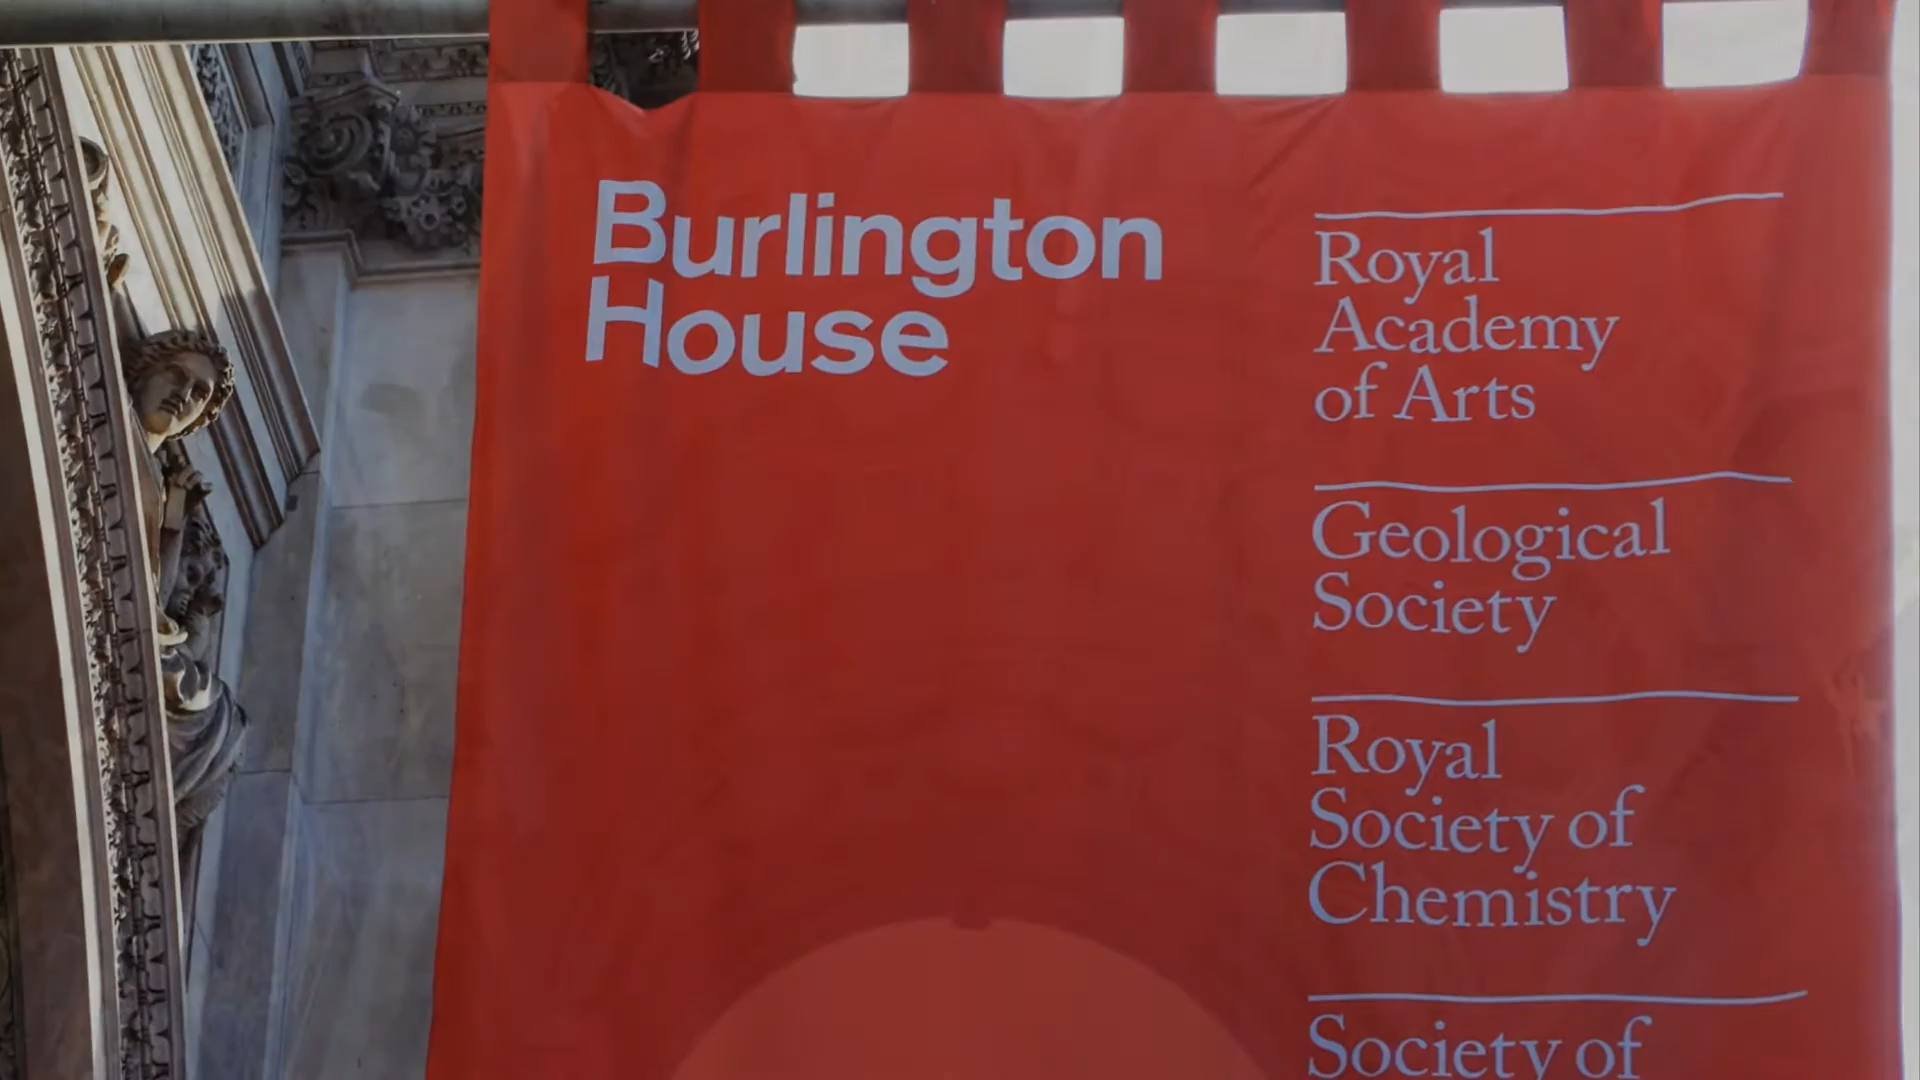 Burlington
House
Royal
Academy
of Arts
Geological
Society
Royal
Society of
Chemistry
Society of